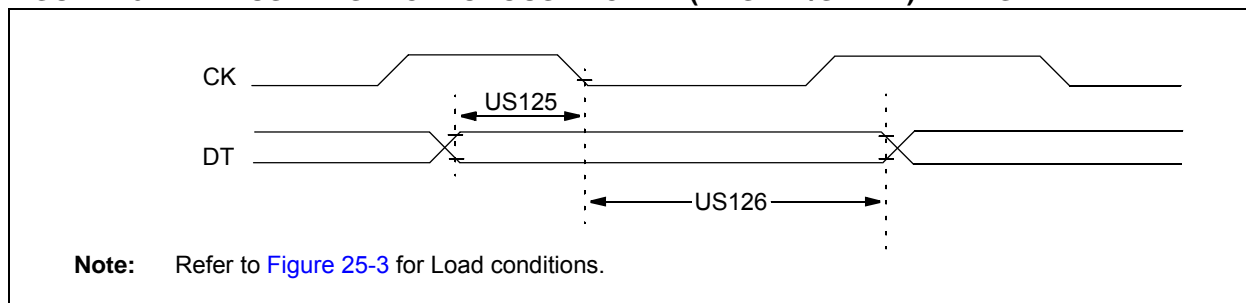 CK
US125
DT
US126
Note: Refer to Figure 25-3 for Load conditions.